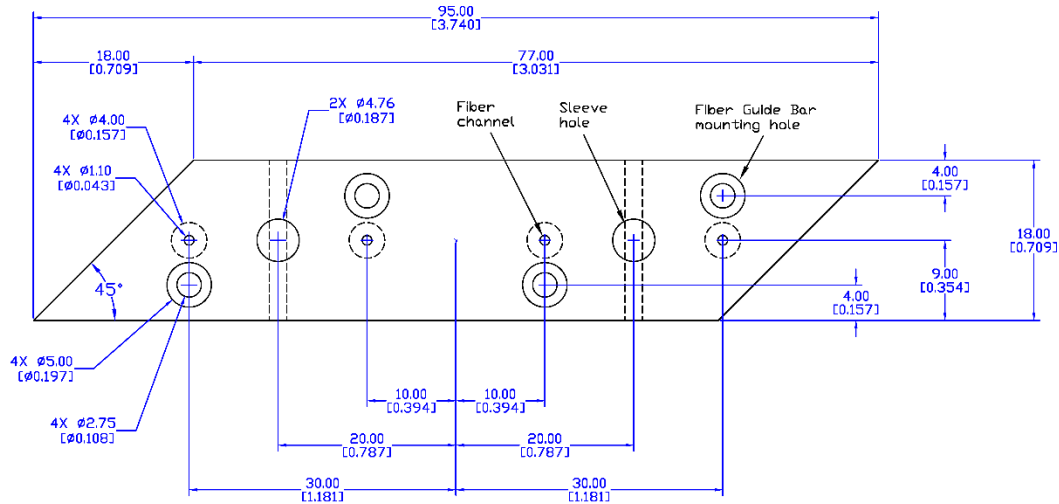 95.00
[3.740]
18.00
[0.709]
77.00
[3.031]
4X Ø4.00
[Ø0.157]
2X Ø4.76
[Ø0.187]
Fiber
channel
Sleeve
hole
Fiber Guide Bar
mounting hole
4X Ø1.10
[Ø0.043]
4.00
[0.157]
18.00
[0.709]
9.00
[0.354]
45°
4.00
[0.157]
4X Ø5.00
[Ø0.197]
4X Ø2.75
[Ø0.108]
10.00
[0.394]
10.00
[0.394]
20.00
[0.787]
20.00
[0.787]
30.00
[1.181]
30.00
[1.181]